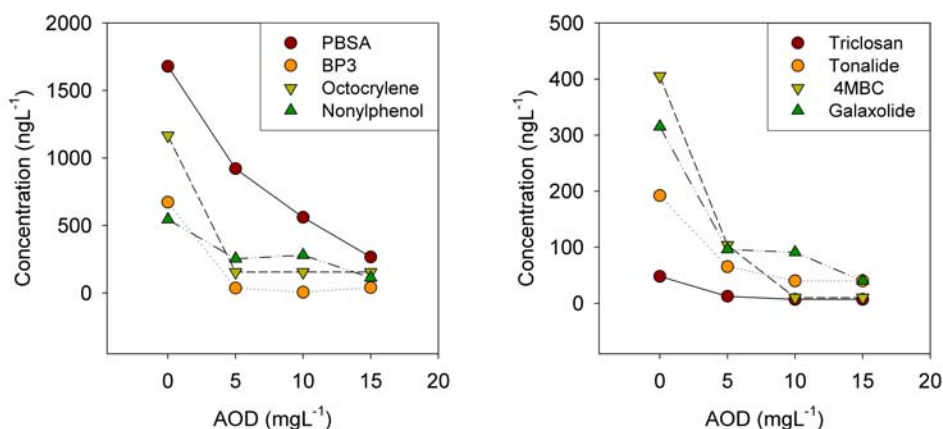 2000
1500
1000
500
0
Concentration (ngL⁻¹)
PBSA
BP3
Octocrylene
Nonylphenol
0 5 10 15 20
AOD (mgL⁻¹)
500
400
300
200
100
0
Concentration (ngL⁻¹)
Triclosan
Tonalide
4MBC
Galaxolide
0 5 10 15 20
AOD (mgL⁻¹)